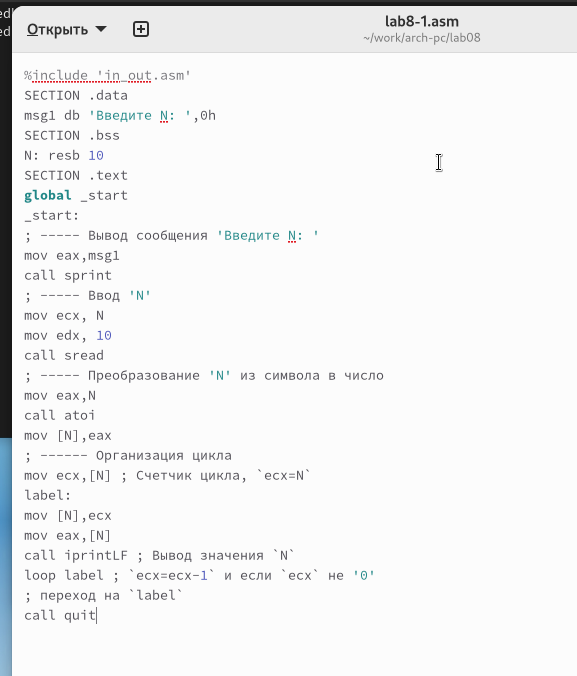 ed
ed
Открыть
lab8-1.asm
~/work/arch-pc/lab08
%include 'in_out.asm'
SECTION .data
msg1 db 'Введите N: ',0h
SECTION .bss
N: resb 10
SECTION .text
global _start
_start:
; ----- Вывод сообщения 'Введите N: '
mov eax,msg1
call sprint
; ----- Ввод 'N'
mov ecx, N
mov edx, 10
call sread
; ----- Преобразование 'N' из символа в число
mov eax,N
call atoi
mov [N],eax
; ------ Организация цикла
mov ecx,[N] ; Счетчик цикла, `ecx=N`
label:
mov [N],ecx
mov eax,[N]
call iprintLF ; Вывод значения `N`
loop label ; `ecx=ecx-1` и если `ecx` не '0'
; переход на `label`
call quit